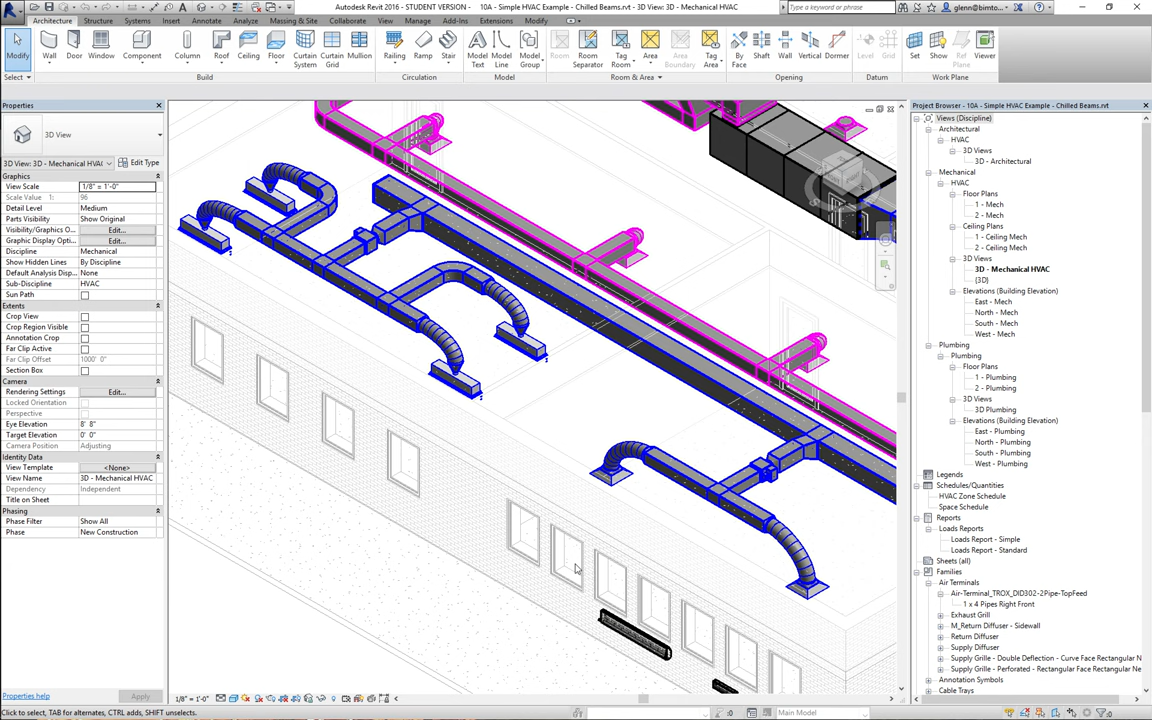 Autodesk Revit 2016 - STUDENT VERSION - 10A - Simple HVAC Example - Chilled Beams.rvt - 3D View: 3D - Mechanical HVAC
Type a keyword or phrase
glenn@bimto...
Architecture Structure Systems Insert Annotate Analyze Massing & Site Collaborate View Manage Add-Ins Extensions Modify
Modify Wall Door Window Component Column Roof Ceiling Floor Curtain System Curtain Grid Mullion Railing Ramp Stair Model Text Model Line Model Group Room Room Separator Tag Room Area Area Boundary Tag Area By Face Shaft Wall Vertical Dormer Level Grid Set Show Ref Plane Viewer
Select Build Circulation Model Room & Area Opening Datum Work Plane
Properties
3D View
3D View: 3D - Mechanical HVAC
Edit Type
Graphics
View Scale 1/8" = 1'-0"
Scale Value 1: 96
Detail Level Medium
Parts Visibility Show Original
Visibility/Graphics O... Edit...
Graphic Display Opti... Edit...
Discipline Mechanical
Show Hidden Lines By Discipline
Default Analysis Disp... None
Sub-Discipline HVAC
Sun Path
Extents
Crop View
Crop Region Visible
Annotation Crop
Far Clip Active
Far Clip Offset 1000' 0"
Section Box
Camera
Rendering Settings Edit...
Locked Orientation
Perspective
Eye Elevation 8' 8"
Target Elevation 0' 0"
Camera Position Adjusting
Identity Data
View Template <None>
View Name 3D - Mechanical HVAC
Dependency Independent
Title on Sheet
Phasing
Phase Filter Show All
Phase New Construction
Properties help
Apply
Project Browser - 10A - Simple HVAC Example - Chilled Beams.rvt
Views (Discipline)
Architectural
HVAC
3D Views
3D - Architectural
Mechanical
HVAC
Floor Plans
1 - Mech
2 - Mech
Ceiling Plans
1 - Ceiling Mech
2 - Ceiling Mech
3D Views
3D - Mechanical HVAC
{3D}
Elevations (Building Elevation)
East - Mech
North - Mech
South - Mech
West - Mech
Plumbing
Plumbing
Floor Plans
1 - Plumbing
2 - Plumbing
3D Views
3D Plumbing
Elevations (Building Elevation)
East - Plumbing
North - Plumbing
South - Plumbing
West - Plumbing
Legends
Schedules/Quantities
HVAC Zone Schedule
Space Schedule
Reports
Loads Reports
Loads Report - Simple
Loads Report - Standard
Sheets (all)
Families
Air Terminals
Air-Terminal_TROX_DID302-2Pipe-TopFeed
1 x 4 Pipes Right Front
Exhaust Grill
M_Return Diffuser - Sidewall
Return Diffuser
Supply Diffuser
Supply Grille - Double Deflection - Curve Face Rectangular N
Supply Grille - Perforated - Rectangular Face Rectangular Ne
Annotation Symbols
Cable Trays
1/8" = 1'-0"
Click to select, TAB for alternates, CTRL adds, SHIFT unselects.
:0
Main Model
:0